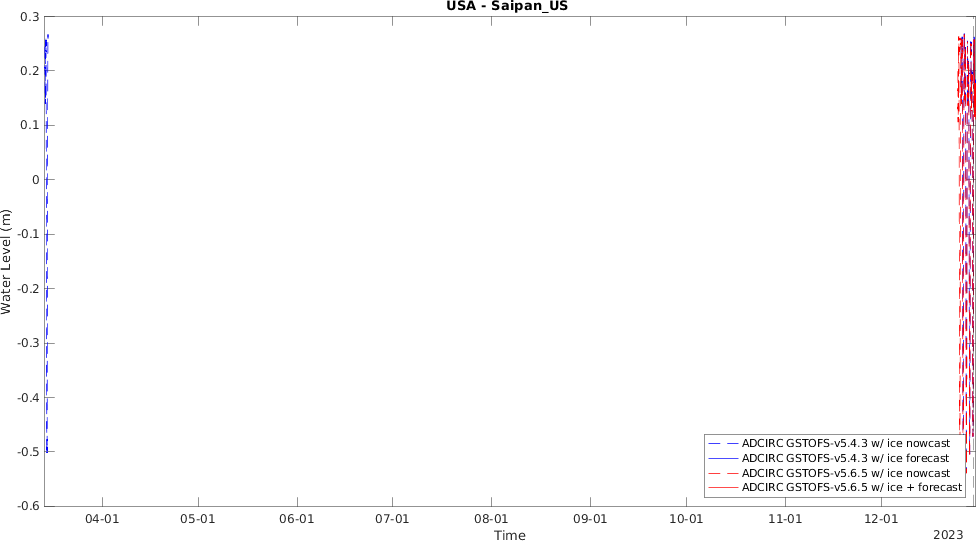 USA - Saipan_US
0.3
0.2
0.1
0
-0.1
-0.2
-0.3
-0.4
-0.5
-0.6
Water Level (m)
ADCIRC GSTOFS-v5.4.3 w/ ice nowcast
ADCIRC GSTOFS-v5.4.3 w/ ice forecast
ADCIRC GSTOFS-v5.6.5 w/ ice nowcast
ADCIRC GSTOFS-v5.6.5 w/ ice + forecast
04-01 05-01 06-01 07-01 08-01 09-01 10-01 11-01 12-01
Time
2023